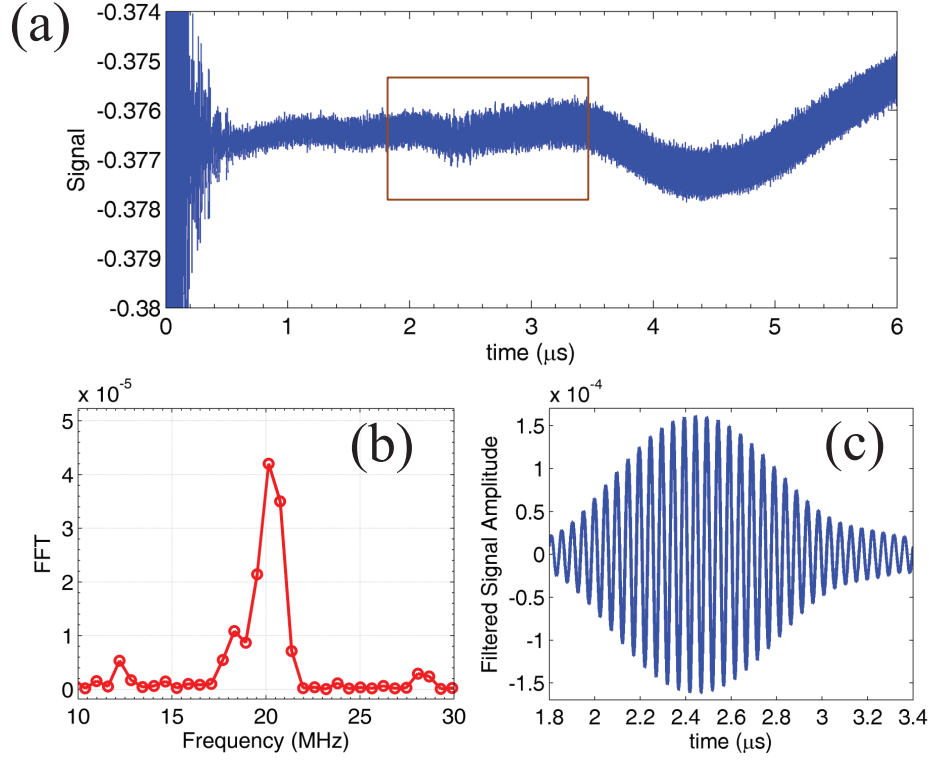 (a)
-0.374
-0.375
-0.376
-0.377
-0.378
-0.379
-0.38
Signal
0 1 2 3 4 5 6
time (μs)
x 10⁻⁵
(b)
5
4
3
2
1
0
FFT
10 15 20 25 30
Frequency (MHz)
x 10⁻⁴
(c)
1.5
1
0.5
0
-0.5
-1
-1.5
Filtered Signal Amplitude
1.8 2 2.2 2.4 2.6 2.8 3 3.2 3.4
time (μs)